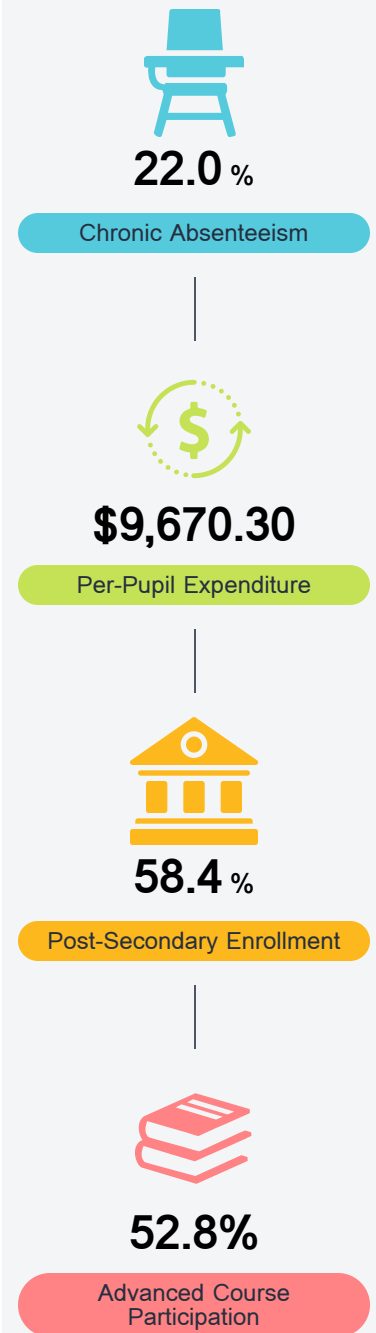 22.0 %
Chronic Absenteeism
$
$9,670.30
Per-Pupil Expenditure
58.4 %
Post-Secondary Enrollment
52.8%
Advanced Course
Participation